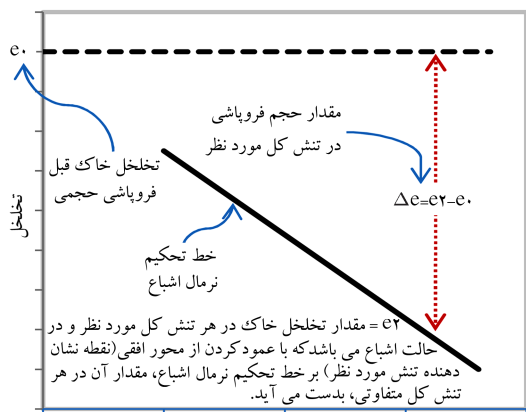 e۰
مقدار حجم فروپاشی
در تنش کل مورد نظر
تخلخل خاک قبل
فروپاشی حجمی
Δe=e۲-e۰
تخلخل
خط تحکیم
نرمال اشباع
e۲ = مقدار تخلخل خاک در هر تنش کل مورد نظر و در
حالت اشباع می باشدکه با عمودکردن از محور افقی(نقطه نشان
دهنده تنش مورد نظر) بر خط تحکیم نرمال اشباع، مقدار آن در هر
تنش کل متفاوتی، بدست می آید.